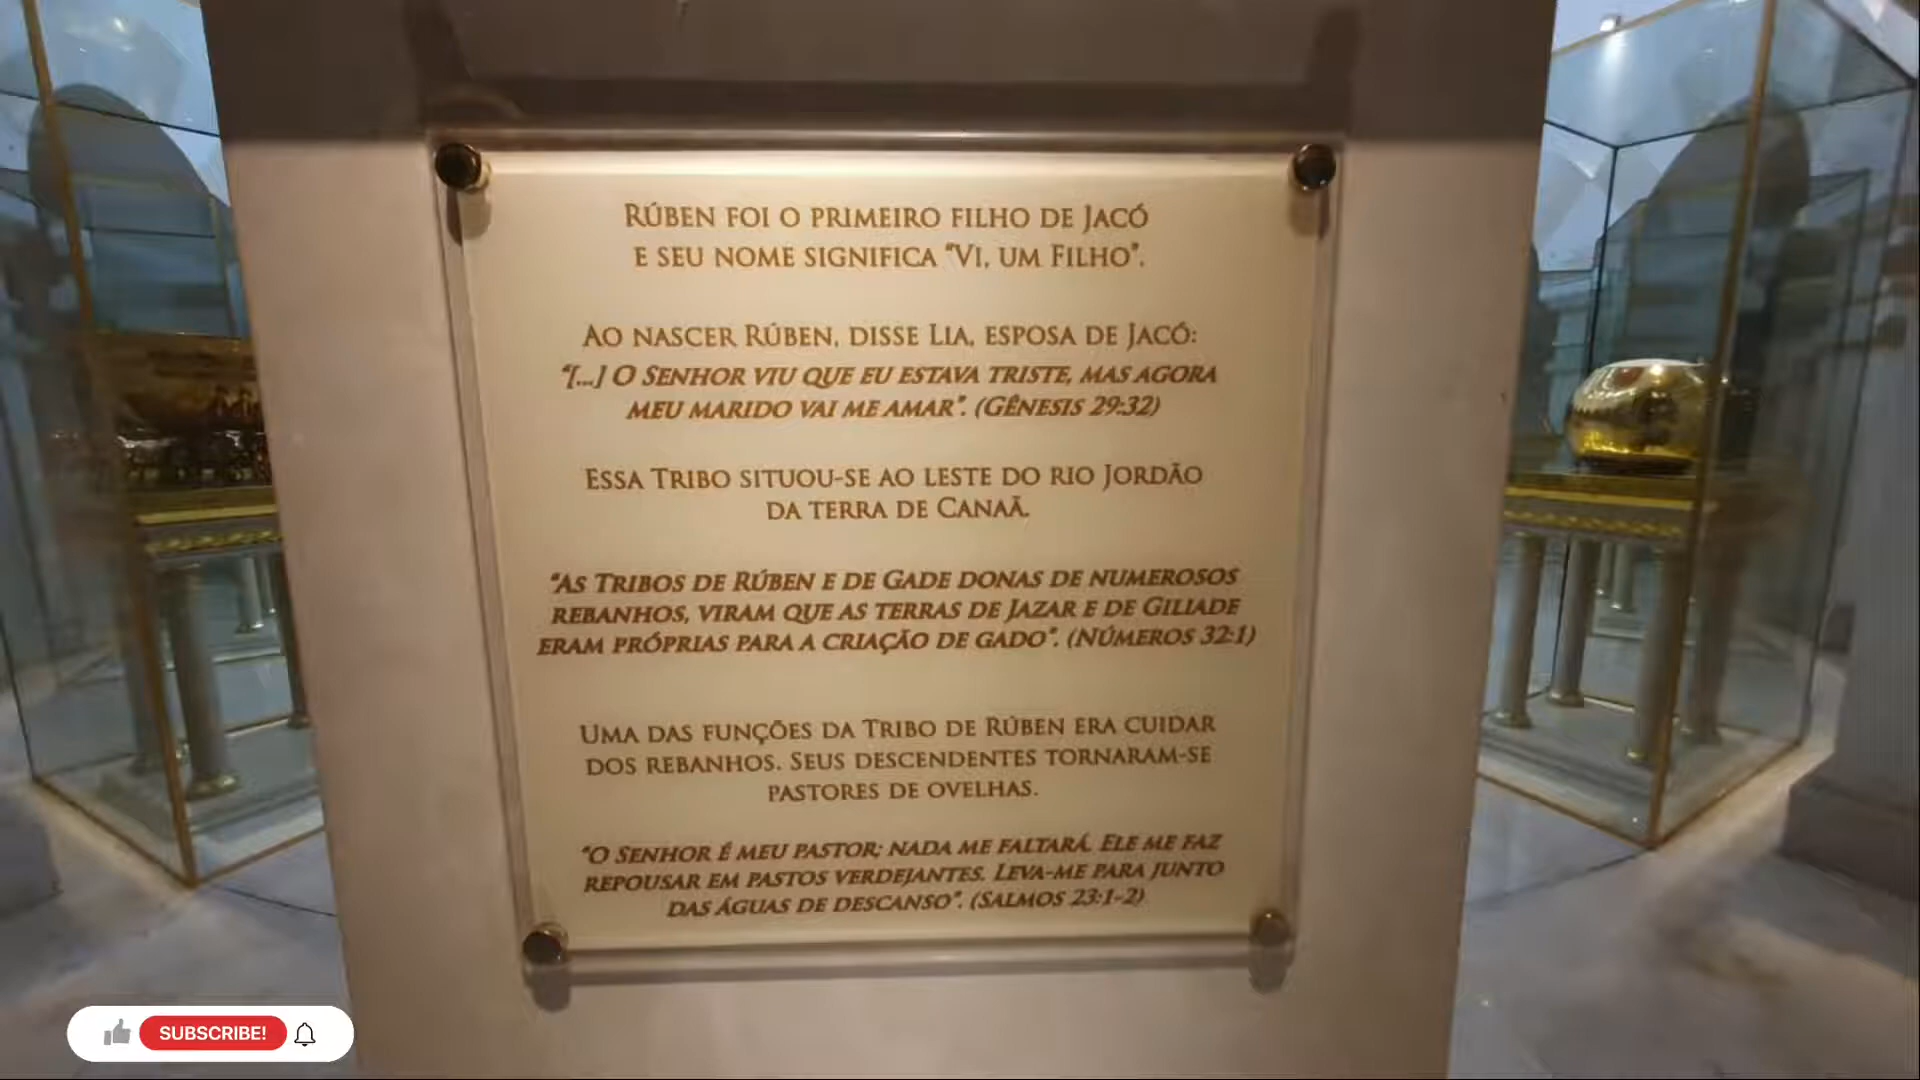 RÚBEN FOI O PRIMEIRO FILHO DE JACÓ
E SEU NOME SIGNIFICA "VI, UM FILHO".
AO NASCER RÚBEN, DISSE LIA, ESPOSA DE JACÓ:
"[...] O SENHOR VIU QUE EU ESTAVA TRISTE, MAS AGORA
MEU MARIDO VAI ME AMAR". (GÊNESIS 29:32)
ESSA TRIBO SITUOU-SE AO LESTE DO RIO JORDÃO
DA TERRA DE CANAÃ.
"AS TRIBOS DE RÚBEN E DE GADE DONAS DE NUMEROSOS
REBANHOS, VIRAM QUE AS TERRAS DE JAZAR E DE GILIADE
ERAM PRÓPRIAS PARA A CRIAÇÃO DE GADO". (NÚMEROS 32:1)
UMA DAS FUNÇÕES DA TRIBO DE RÚBEN ERA CUIDAR
DOS REBANHOS. SEUS DESCENDENTES TORNARAM-SE
PASTORES DE OVELHAS.
"O SENHOR É MEU PASTOR; NADA ME FALTARÁ. ELE ME FAZ
REPOUSAR EM PASTOS VERDEJANTES. LEVA-ME PARA JUNTO
DAS ÁGUAS DE DESCANSO". (SALMOS 23:1-2)
SUBSCRIBE!